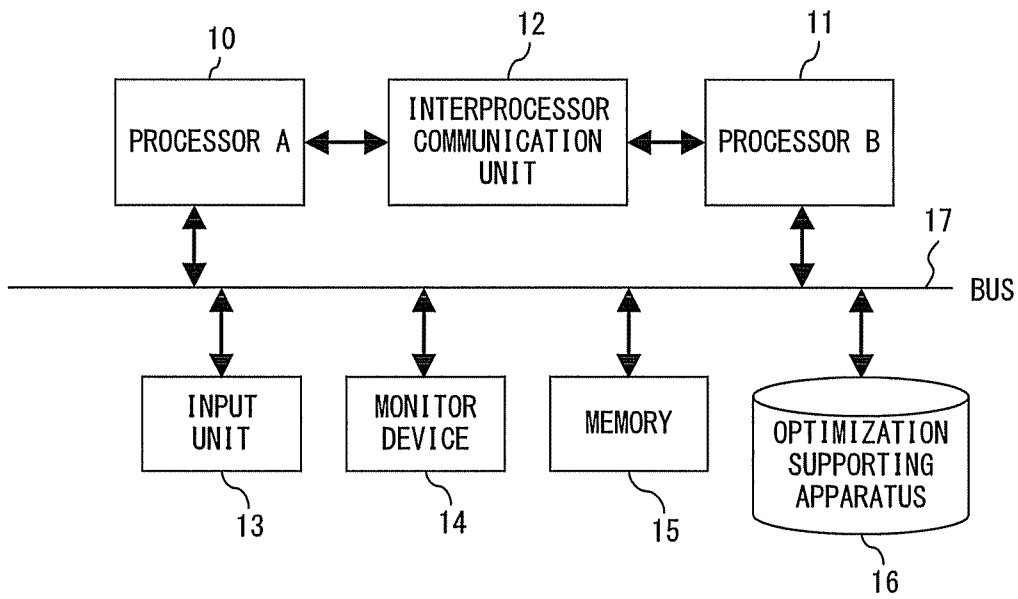 10
12
11
PROCESSOR A
INTERPROCESSOR
COMMUNICATION
UNIT
PROCESSOR B
17
BUS
INPUT
UNIT
MONITOR
DEVICE
MEMORY
OPTIMIZATION
SUPPORTING
APPARATUS
13
14
15
16